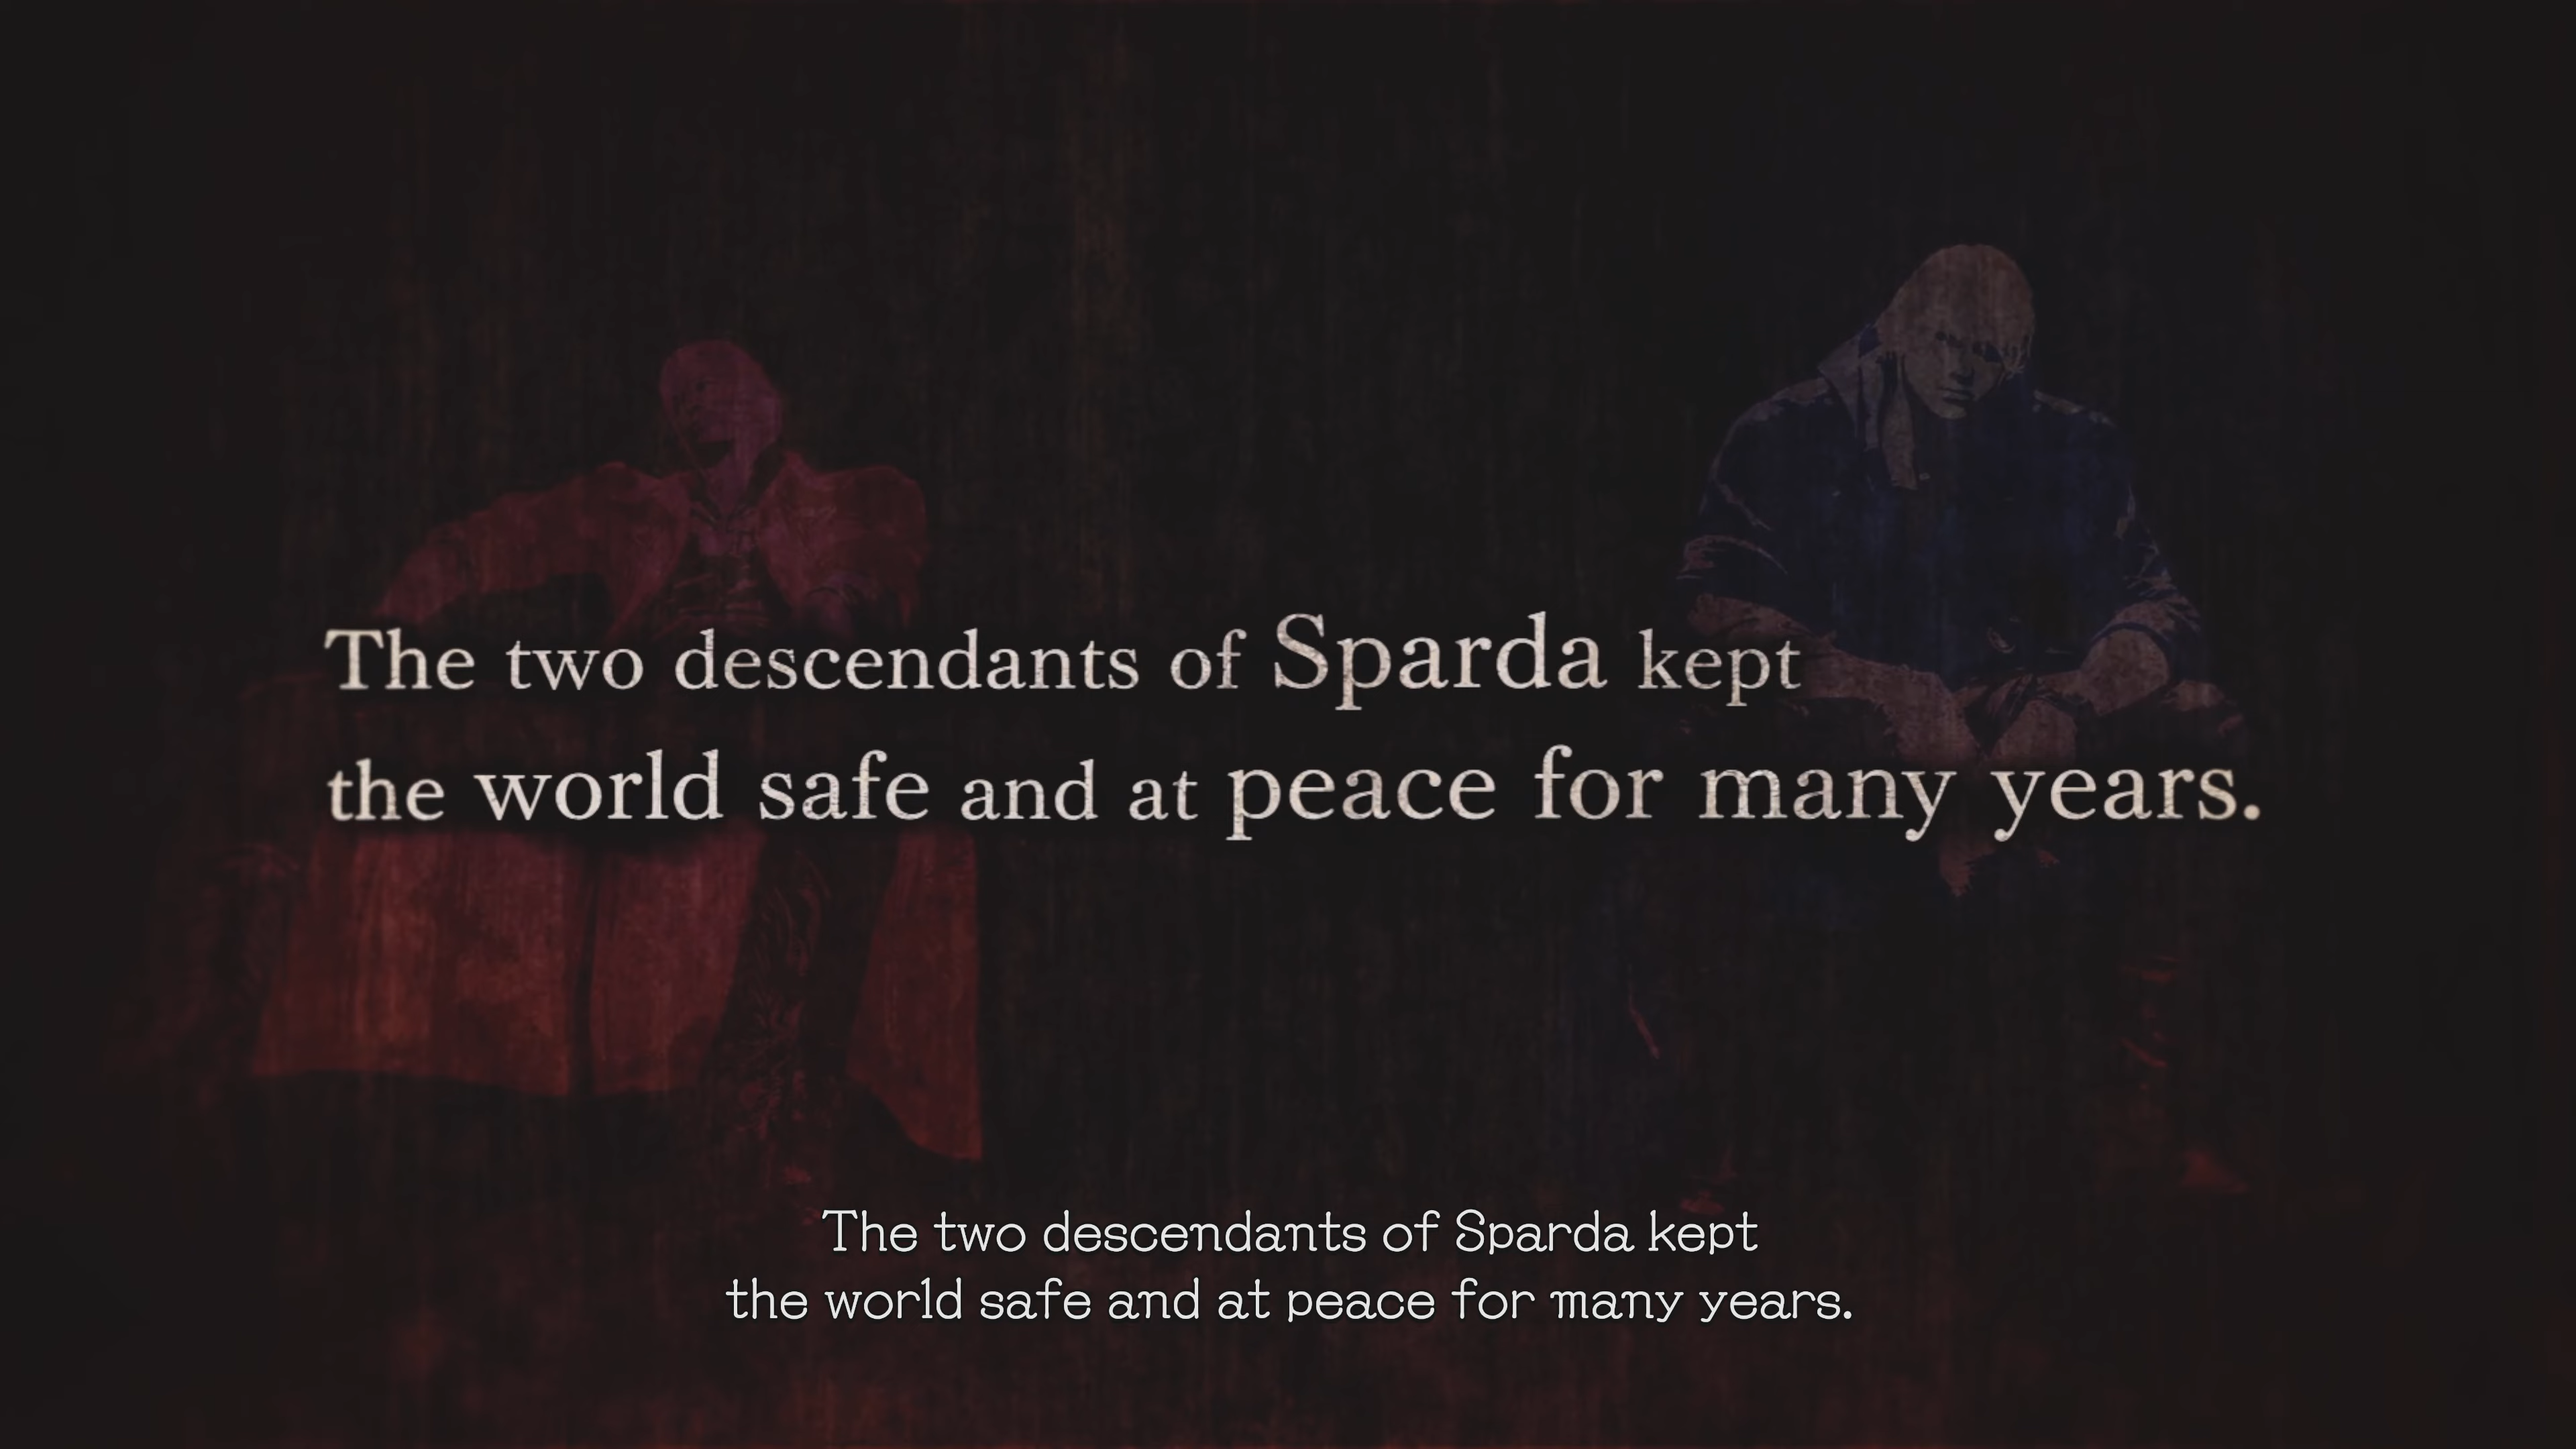 The two descendants of Sparda kept
the world safe and at peace for many years.
The two descendants of Sparda kept
the world safe and at peace for many years.